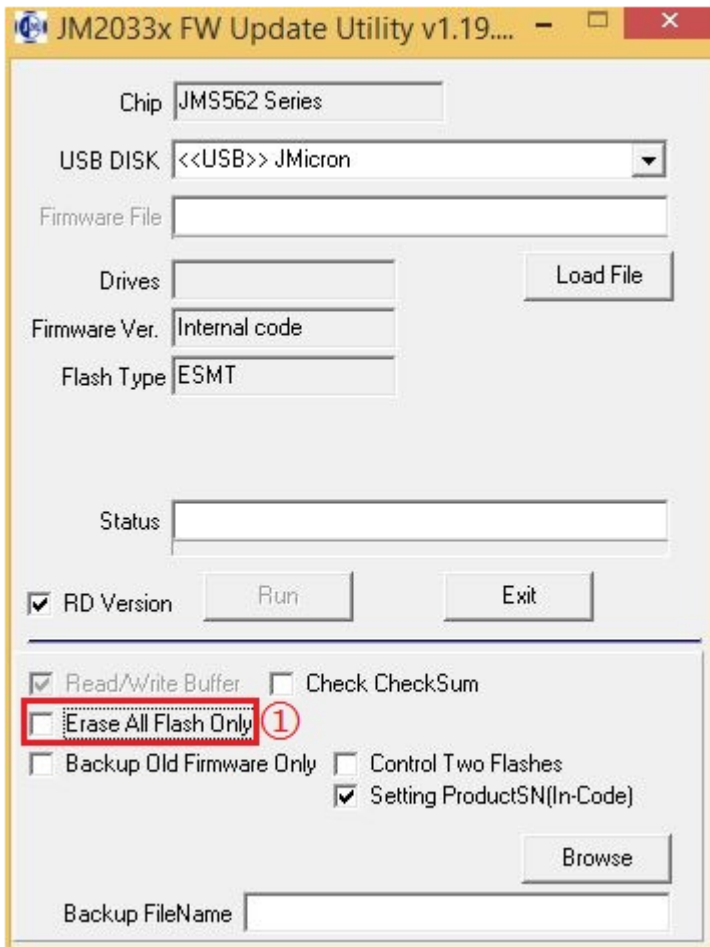 JM2033x FW Update Utility v1.19....
Chip JMS562 Series
USB DISK <<USB>> JMicron
Firmware File
Load File
Drives
Firmware Ver. Internal code
Flash Type ESMT
Status
RD Version Run Exit
Read/Write Buffer Check CheckSum
Erase All Flash Only ①
Backup Old Firmware Only Control Two Flashes
Setting ProductSN(In-Code)
Browse
Backup FileName